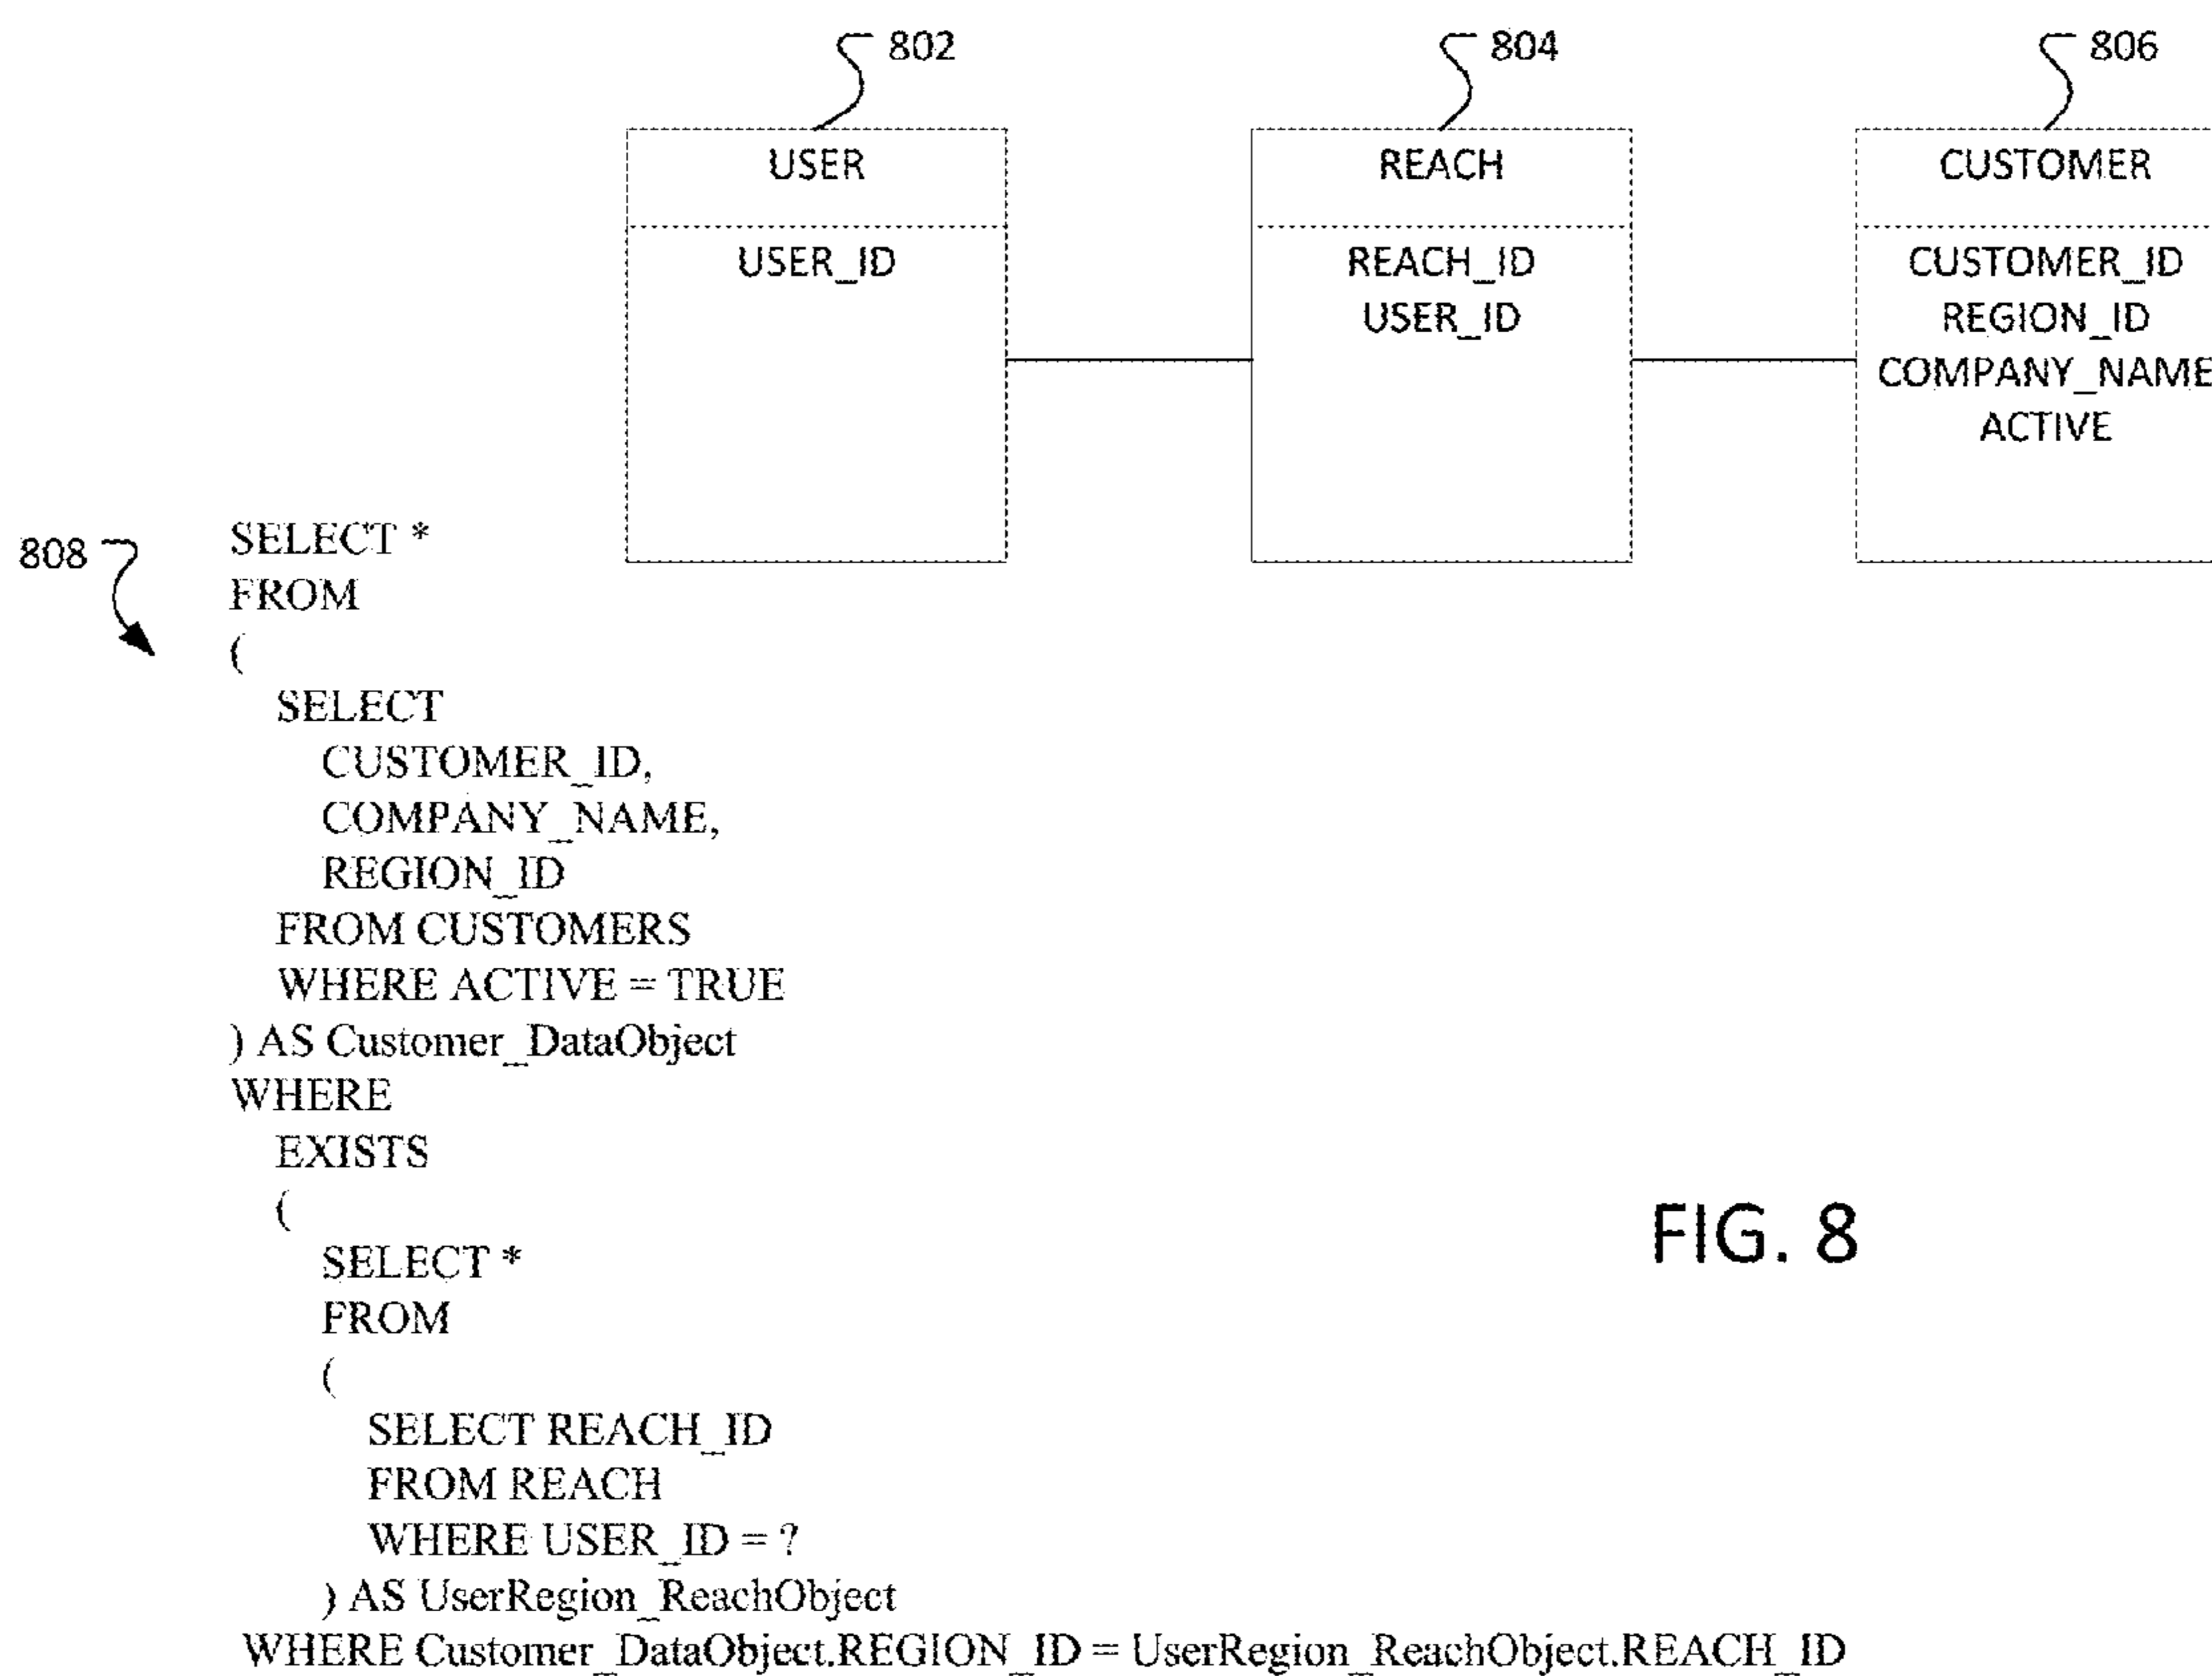 802
804
806
USER
USER_ID
REACH
REACH_ID
USER_ID
CUSTOMER
CUSTOMER_ID
REGION_ID
COMPANY_NAME
ACTIVE
808
SELECT *
FROM
(
SELECT
CUSTOMER_ID,
COMPANY_NAME,
REGION_ID
FROM CUSTOMERS
WHERE ACTIVE = TRUE
) AS Customer_DataObject
WHERE
EXISTS
(
SELECT *
FROM
(
SELECT REACH_ID
FROM REACH
WHERE USER_ID = ?
) AS UserRegion_ReachObject
WHERE Customer_DataObject.REGION_ID = UserRegion_ReachObject.REACH_ID
FIG. 8